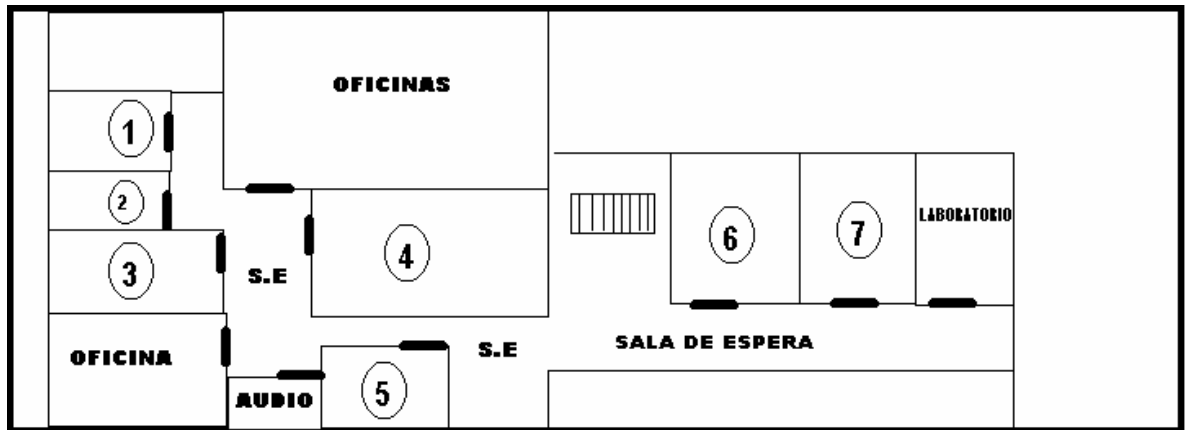 OFICINAS
1
2
3
4
S.E
6
7
LABORATORIO
OFICINA
AUDIO
5
S.E
SALA DE ESPERA